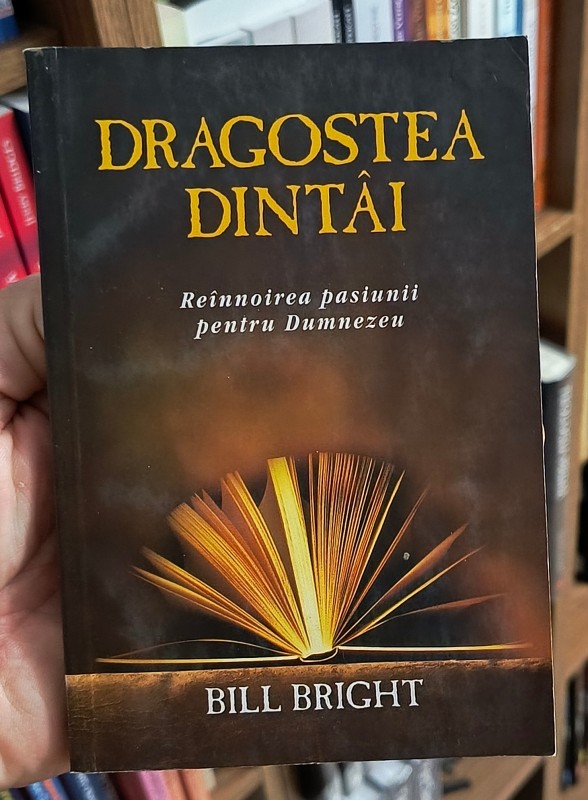 DRAGOSTEA
DINTÂI
Reînnoirea pasiunii
pentru Dumnezeu
BILL BRIGHT